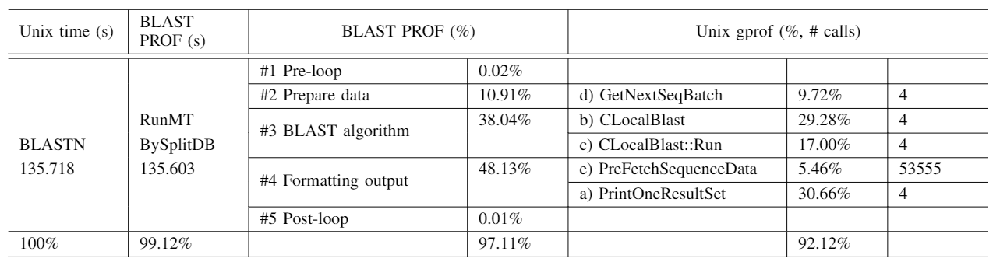 Unix time (s) BLAST PROF (s) BLAST PROF (%) Unix gprof (%, # calls)
#1 Pre-loop 0.02%
#2 Prepare data 10.91% d) GetNextSeqBatch 9.72% 4
RunMT #3 BLAST algorithm 38.04% b) CLocalBlast 29.28% 4
BLASTN BySplitDB c) CLocalBlast::Run 17.00% 4
135.718 135.603 #4 Formatting output 48.13% e) PreFetchSequenceData 5.46% 53555
a) PrintOneResultSet 30.66% 4
#5 Post-loop 0.01%
100% 99.12% 97.11% 92.12%